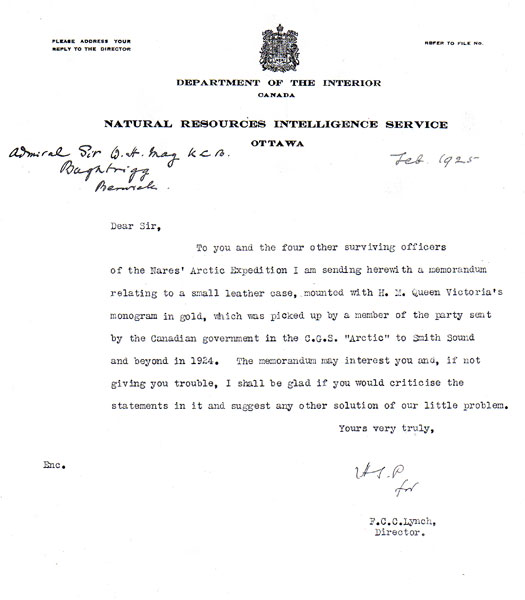 PLEASE ADDRESS YOUR
REPLY TO THE DIRECTOR
REFER TO FILE No.
DEPARTMENT OF THE INTERIOR
CANADA
NATURAL RESOURCES INTELLIGENCE SERVICE
OTTAWA
Admiral Sir W. H. May K C B.
Bughtrigg
Berwick.
Feb. 1925
Dear Sir,
To you and the four other surviving officers
of the Nares' Arctic Expedition I am sending herewith a memorandum
relating to a small leather case, mounted with H. M. Queen Victoria's
monogram in gold, which was picked up by a member of the party sent
by the Canadian government in the C.G.S. "Arctic" to Smith Sound
and beyond in 1924. The memorandum may interest you and, if not
giving you trouble, I shall be glad if you would criticise the
statements in it and suggest any other solution of our little problem.
Yours very truly,
Enc.
for
F.C.C.Lynch,
Director.